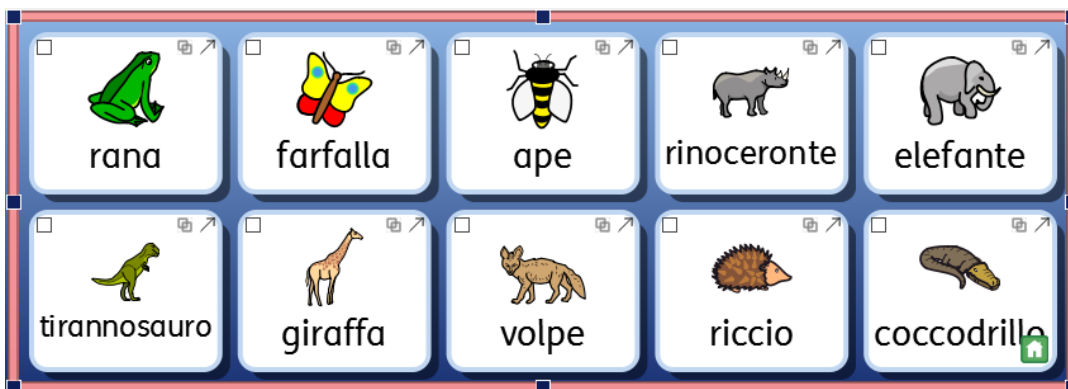 rana
farfalla
ape
rinoceronte
elefante
tirannosauro
giraffa
volpe
riccio
coccodrillo